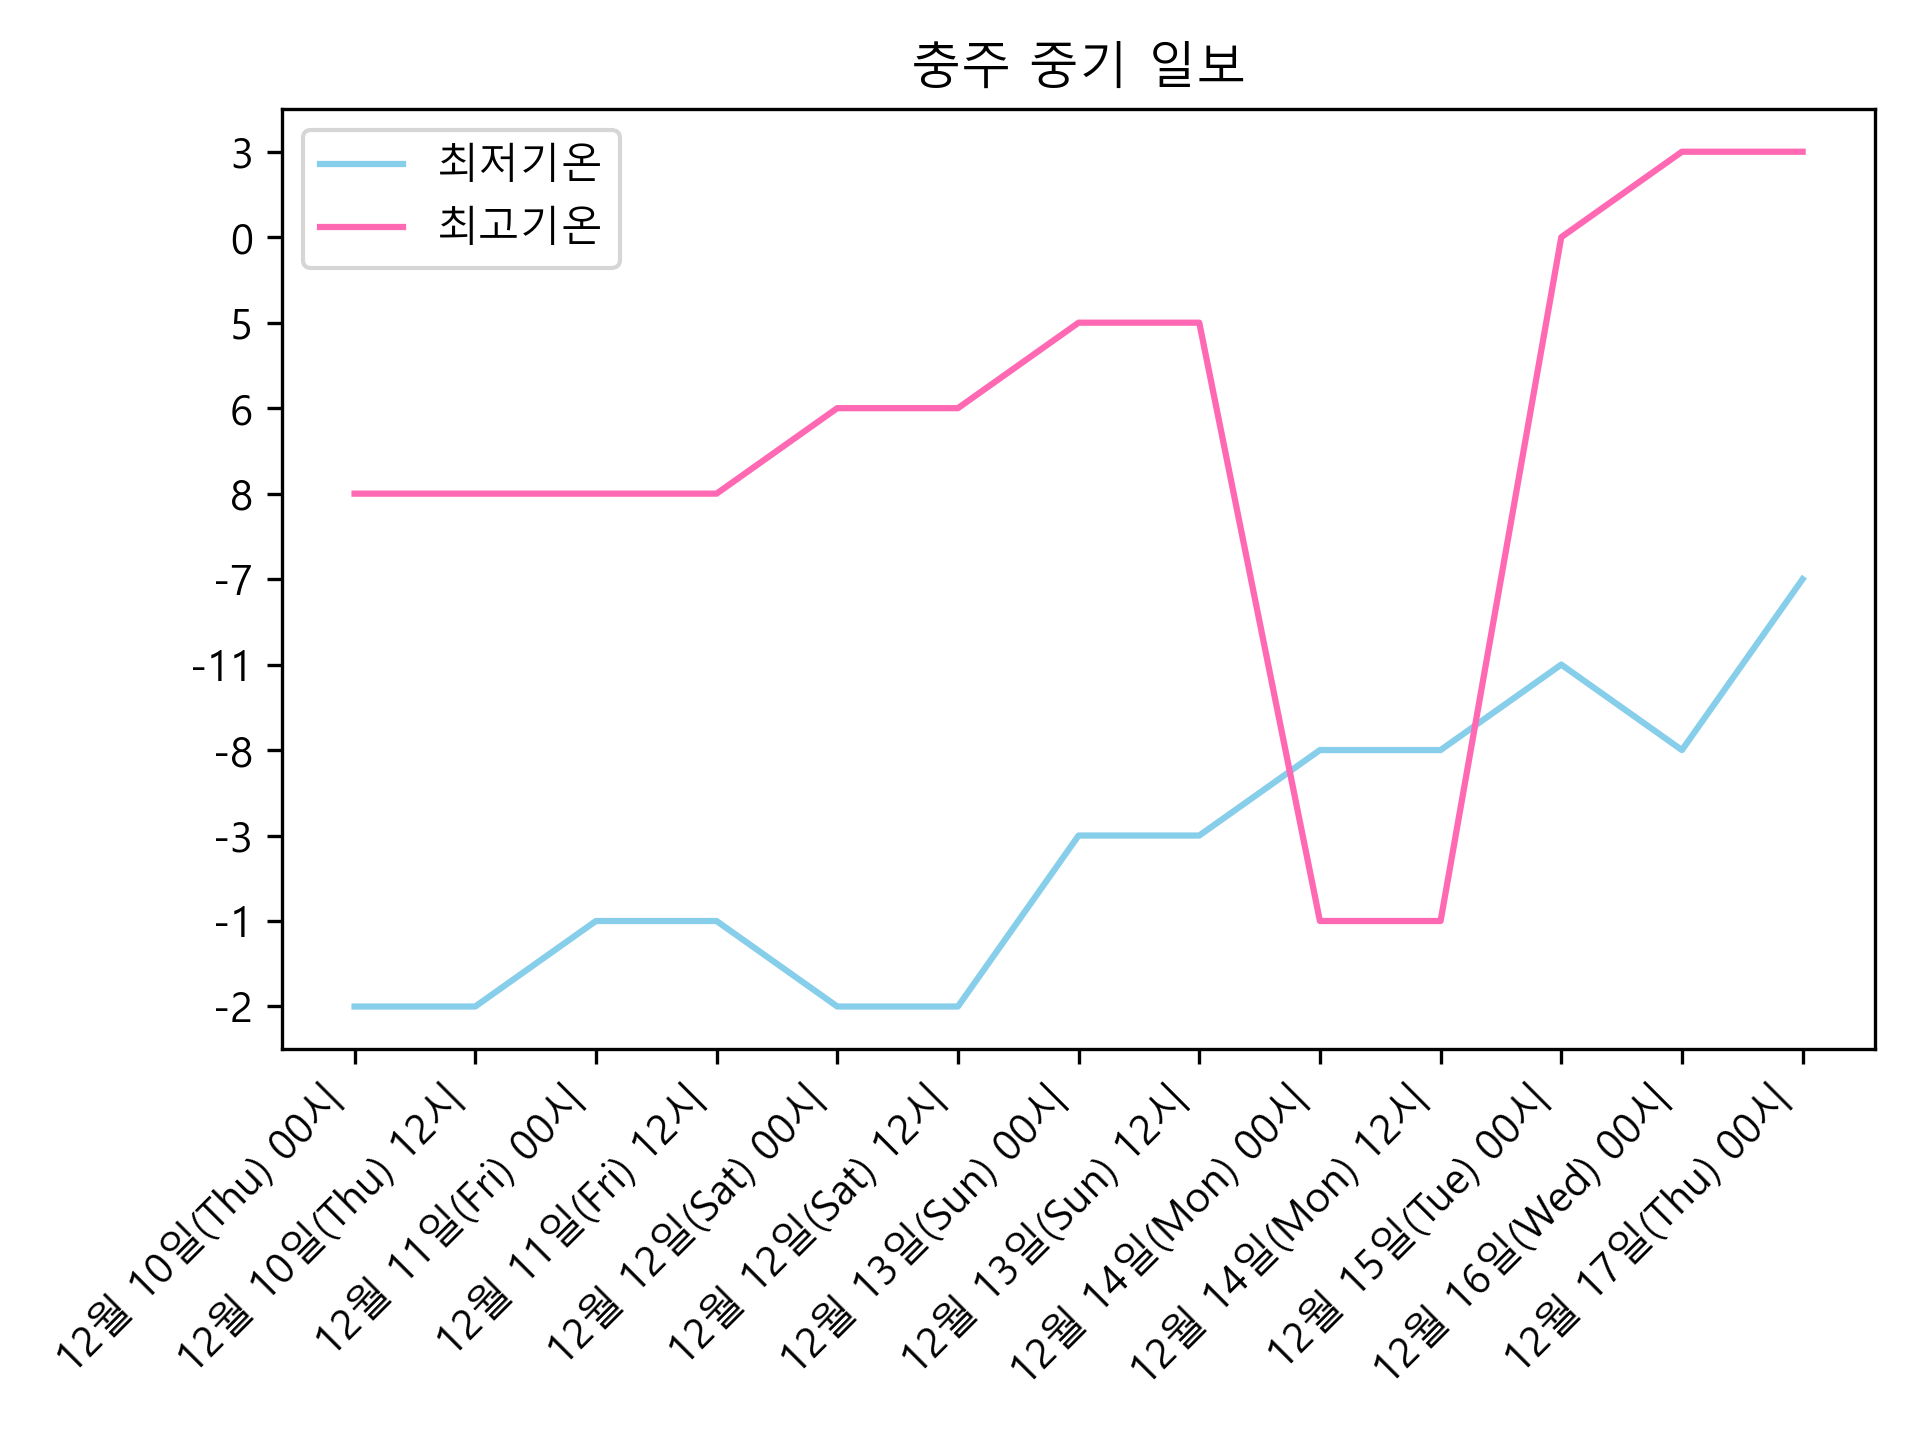 충주 중기 일보
최저기온
최고기온
3
0
5
6
8
-7
-11
-8
-3
-1
-2
12월 10일(Thu) 00시
12월 10일(Thu) 12시
12월 11일(Fri) 00시
12월 11일(Fri) 12시
12월 12일(Sat) 00시
12월 12일(Sat) 12시
12월 13일(Sun) 00시
12월 13일(Sun) 12시
12월 14일(Mon) 00시
12월 14일(Mon) 12시
12월 15일(Tue) 00시
12월 16일(Wed) 00시
12월 17일(Thu) 00시